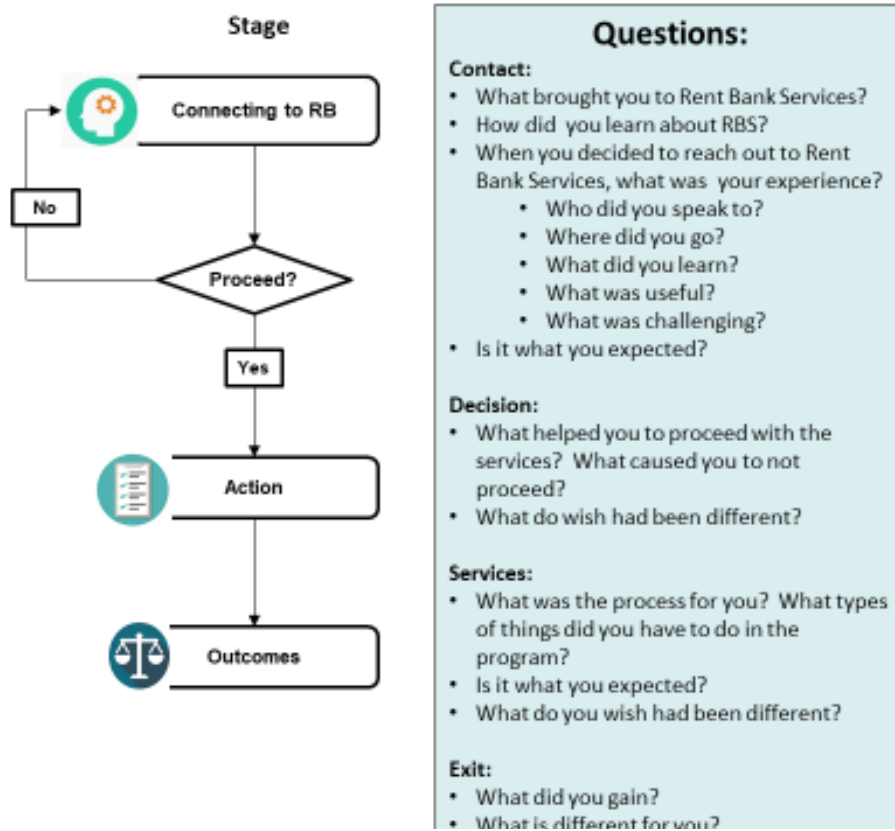 Stage
Connecting to RB
No
Proceed?
Yes
Action
Outcomes
Questions:
Contact:
• What brought you to Rent Bank Services?
• How did you learn about RBS?
• When you decided to reach out to Rent
Bank Services, what was your experience?
• Who did you speak to?
• Where did you go?
• What did you learn?
• What was useful?
• What was challenging?
• Is it what you expected?
Decision:
• What helped you to proceed with the
services? What caused you to not
proceed?
• What do wish had been different?
Services:
• What was the process for you? What types
of things did you have to do in the
program?
• Is it what you expected?
• What do you wish had been different?
Exit:
• What did you gain?
• What is different for you?